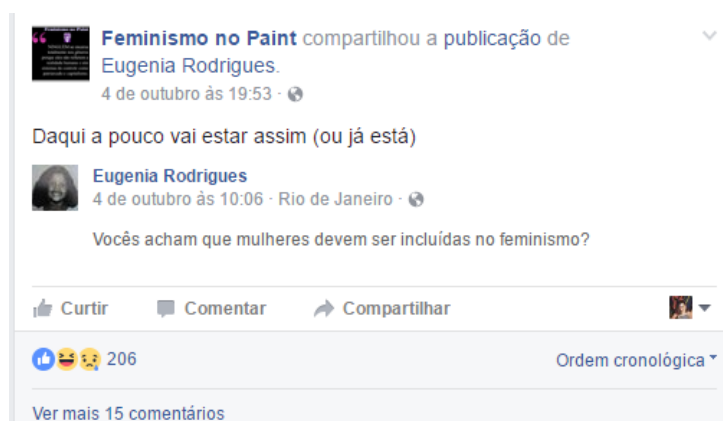 Feminismo no Paint compartilhou a publicação de
Eugenia Rodrigues.
4 de outubro às 19:53 ·
Daqui a pouco vai estar assim (ou já está)
Eugenia Rodrigues
4 de outubro às 10:06 · Rio de Janeiro ·
Vocês acham que mulheres devem ser incluídas no feminismo?
Curtir Comentar Compartilhar
206 Ordem cronológica
Ver mais 15 comentários